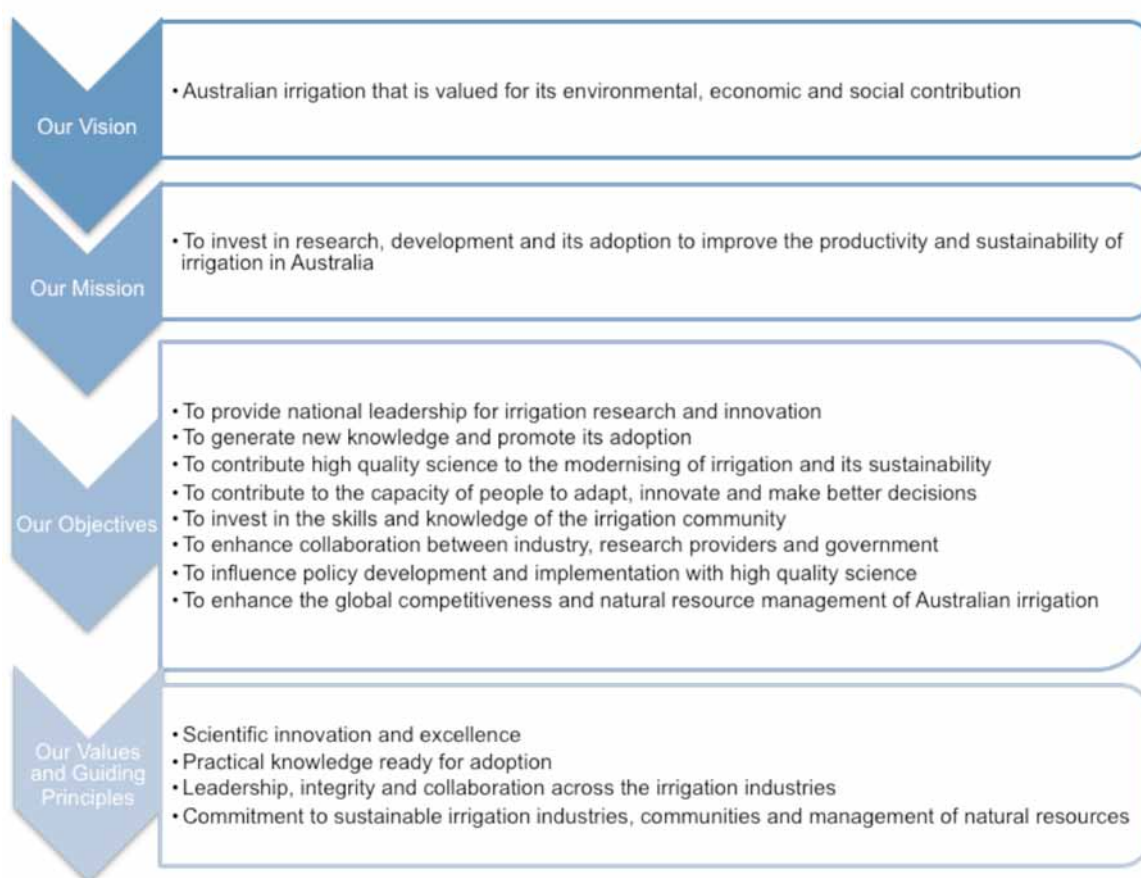 Our Vision
• Australian irrigation that is valued for its environmental, economic and social contribution
Our Mission
• To invest in research, development and its adoption to improve the productivity and sustainability of
irrigation in Australia
Our Objectives
• To provide national leadership for irrigation research and innovation
• To generate new knowledge and promote its adoption
• To contribute high quality science to the modernising of irrigation and its sustainability
• To contribute to the capacity of people to adapt, innovate and make better decisions
• To invest in the skills and knowledge of the irrigation community
• To enhance collaboration between industry, research providers and government
• To influence policy development and implementation with high quality science
• To enhance the global competitiveness and natural resource management of Australian irrigation
Our Values
and Guiding
Principles
• Scientific innovation and excellence
• Practical knowledge ready for adoption
• Leadership, integrity and collaboration across the irrigation industries
• Commitment to sustainable irrigation industries, communities and management of natural resources